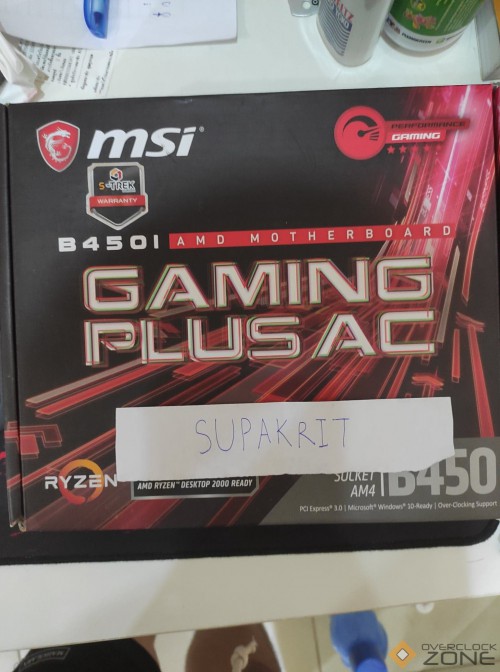 msi®
PERFORMANCE
GAMING
S-TREK
WARRANTY
B450I AMD MOTHERBOARD
GAMING
PLUS AC
SUPAKRIT
RYZEN
AMD RYZEN™ DESKTOP 2000 READY
SOCKET
AM4
B450
PCI Express® 3.0 | Microsoft® Windows® 10-Ready | Over-Clocking Support
OVERCLOCK
ZONE